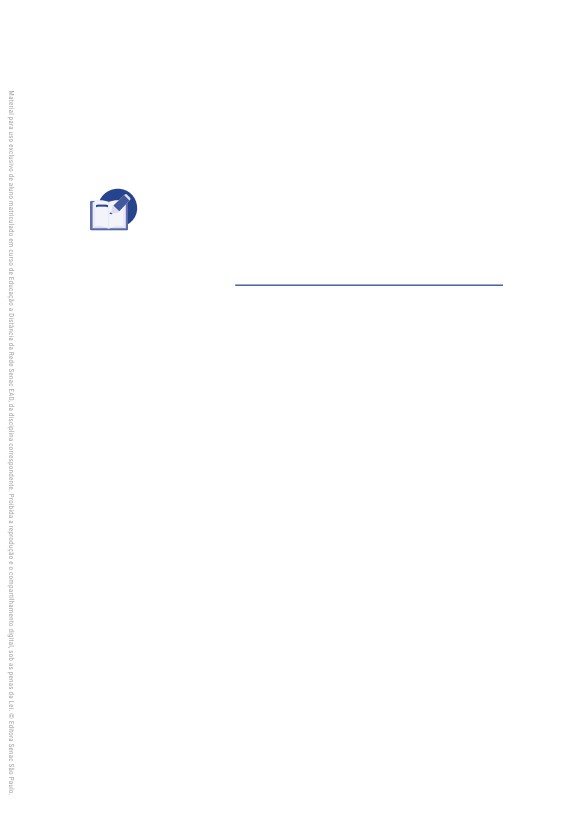 Material para uso exclusivo de aluno matriculado em curso de Educação a Distância da Rede Senac EAD, da disciplina correspondente. Proibida a reprodução e o compartilhamento digital, sob as penas da Lei. © Editora Senac São Paulo.